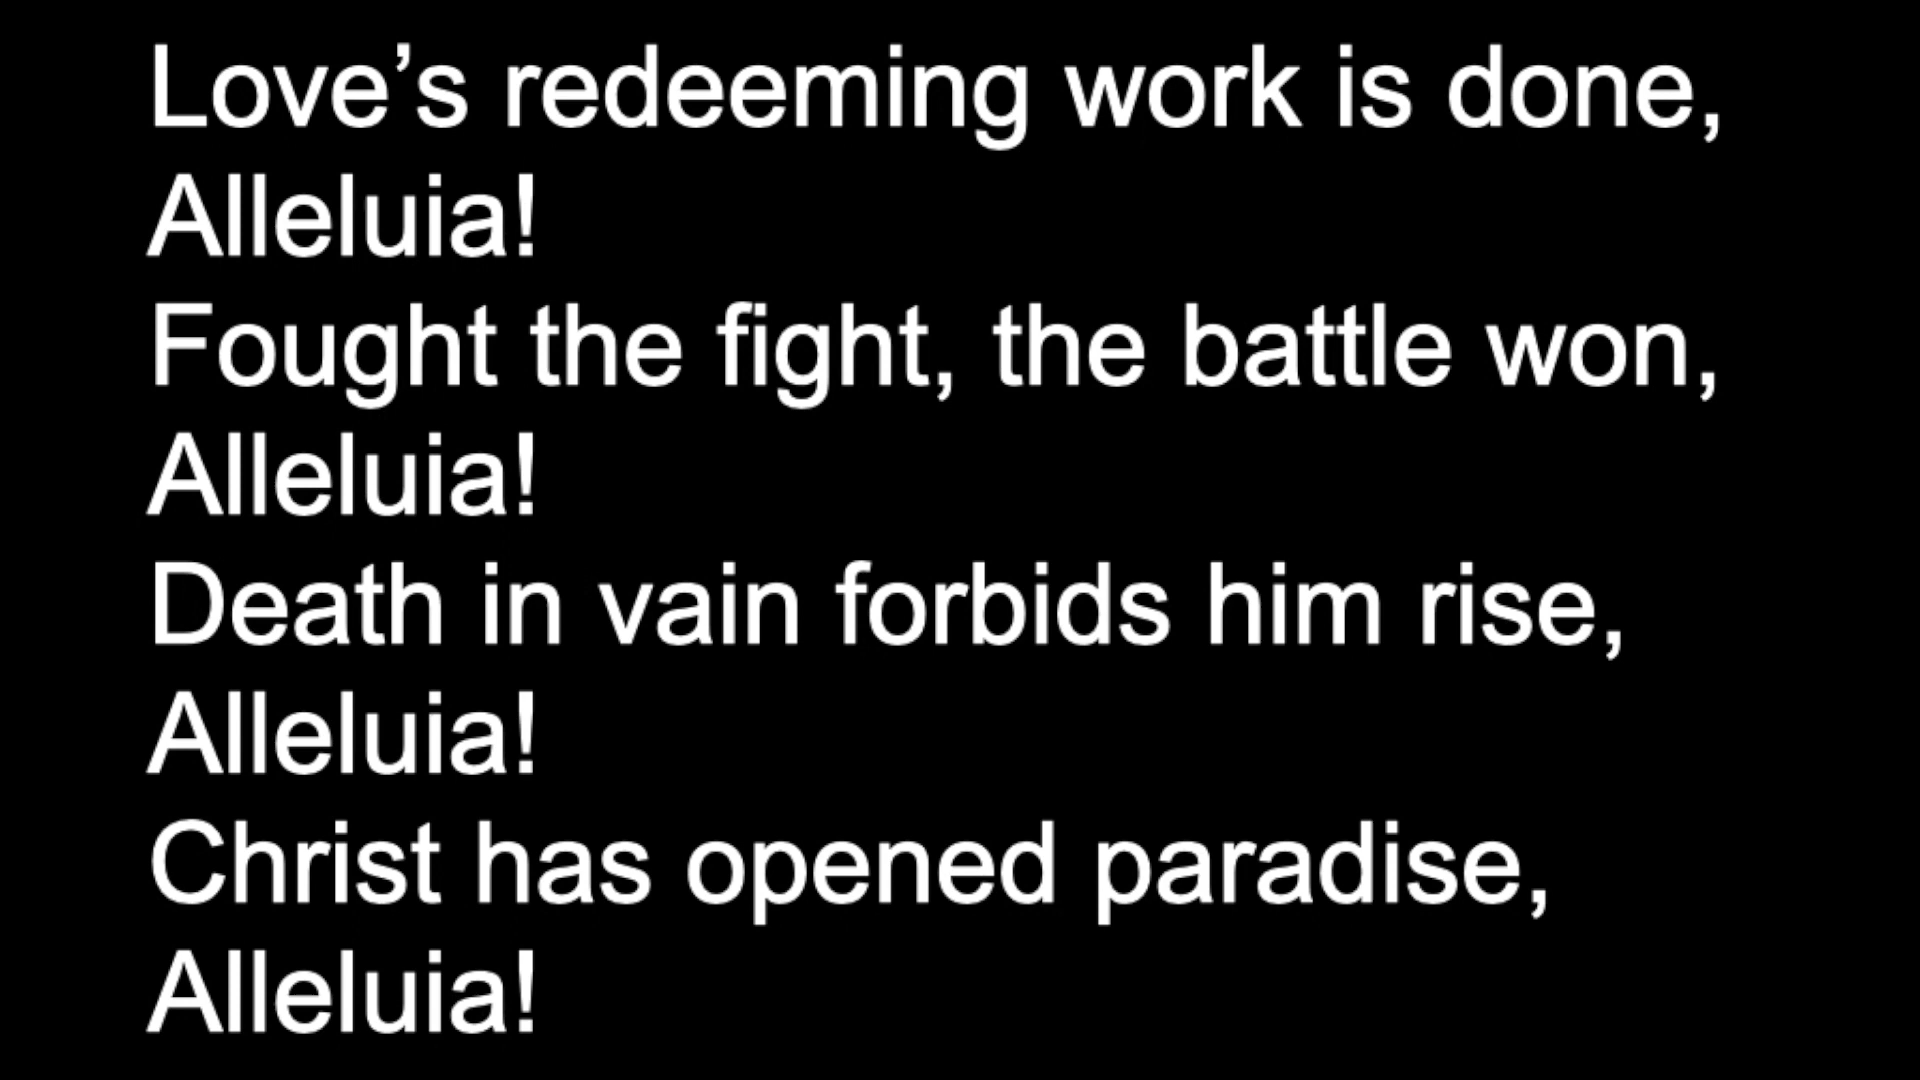 Love’s redeeming work is done,
Alleluia!
Fought the fight, the battle won,
Alleluia!
Death in vain forbids him rise,
Alleluia!
Christ has opened paradise,
Alleluia!